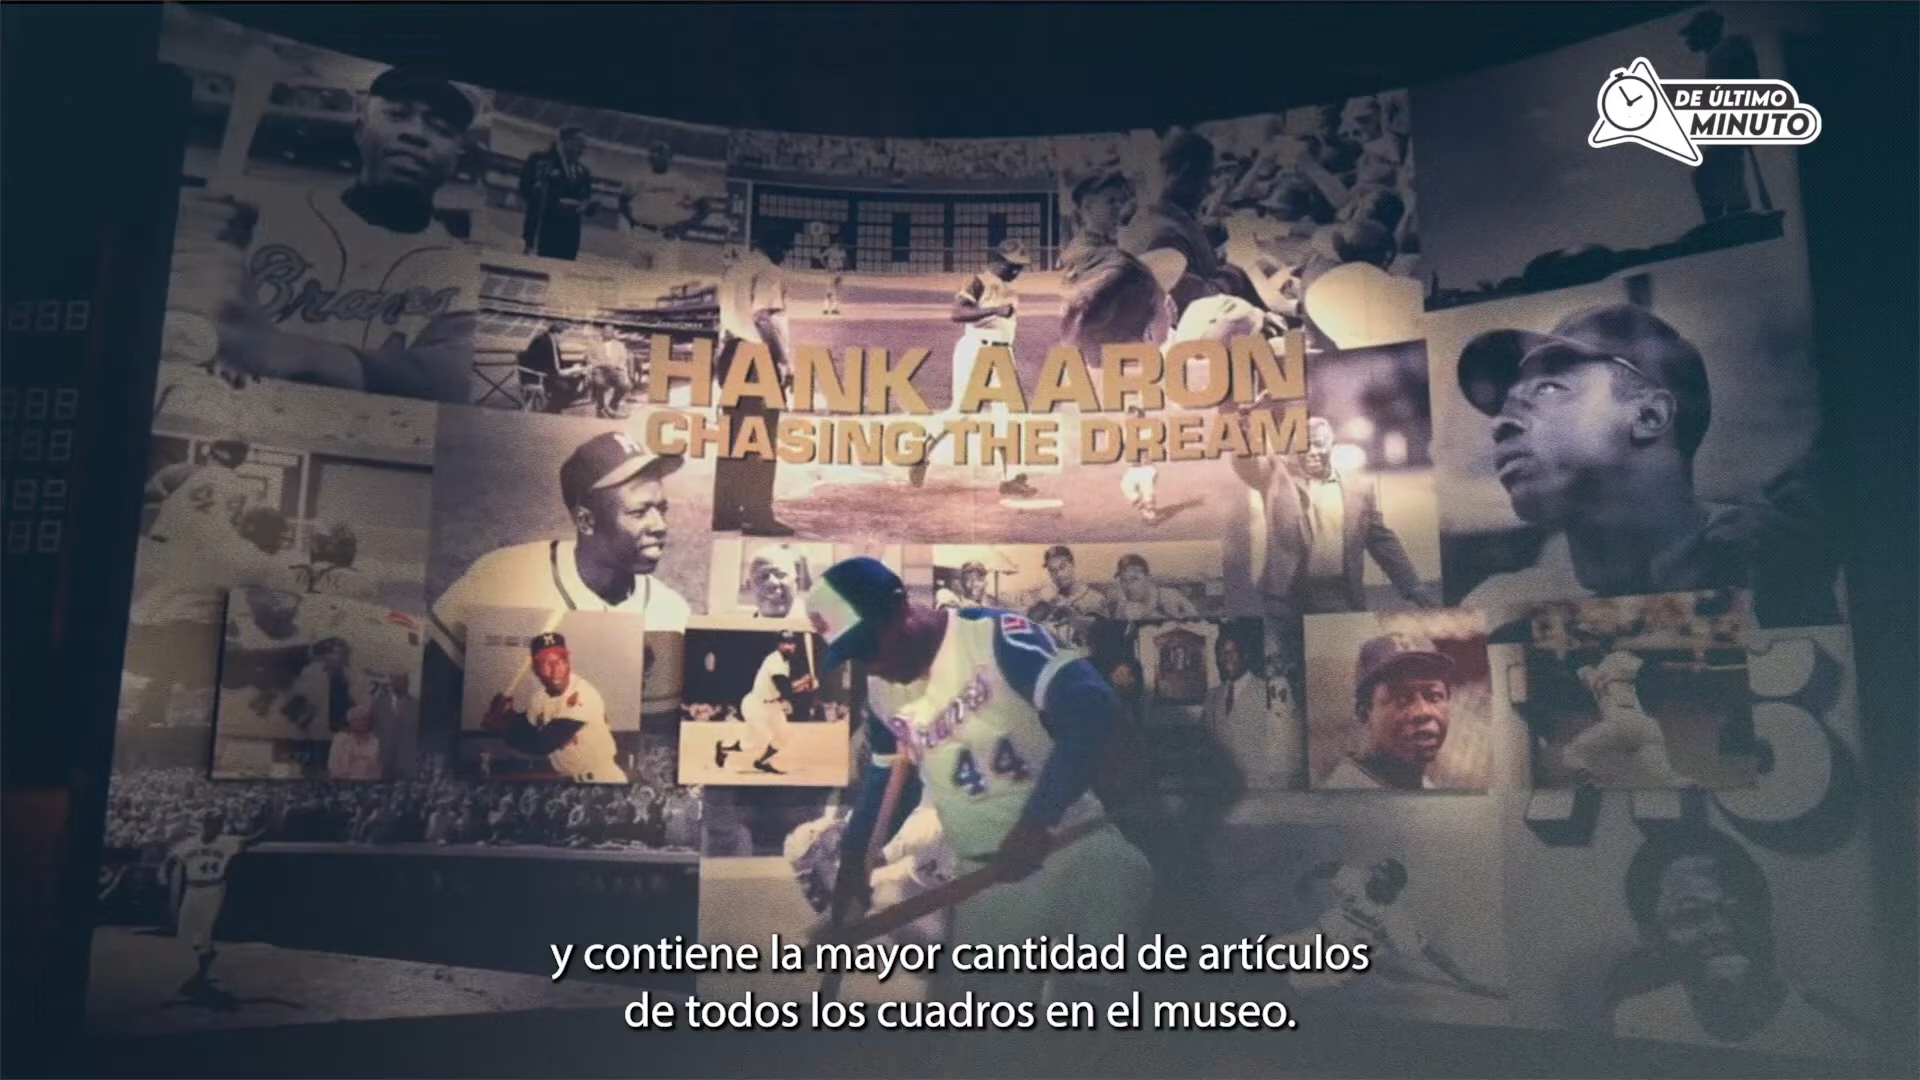 DE ÚLTIMO
MINUTO
Braves
HANK AARON
CHASING THE DREAM
Braves
44
44
y contiene la mayor cantidad de artículos
de todos los cuadros en el museo.